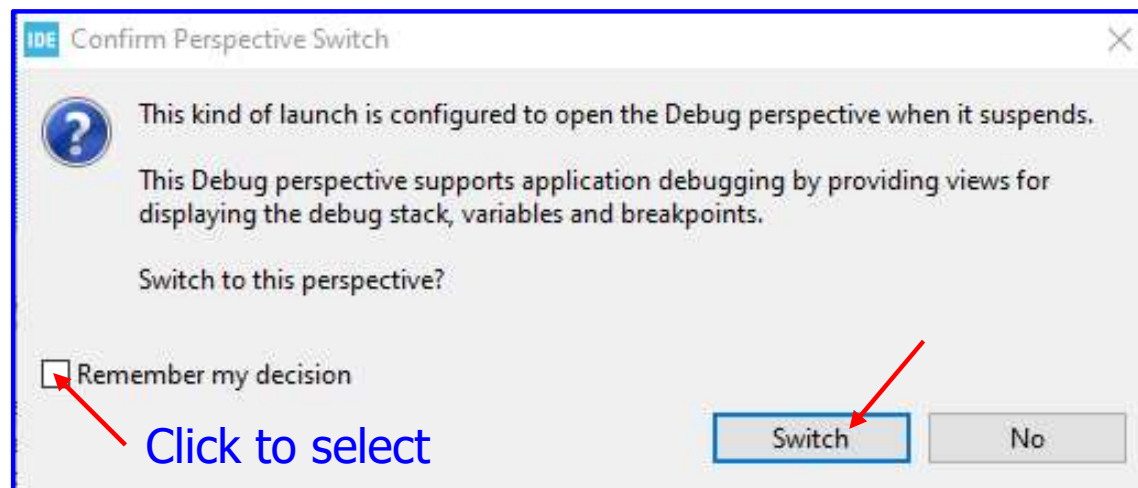 IDE Confirm Perspective Switch
This kind of launch is configured to open the Debug perspective when it suspends.
This Debug perspective supports application debugging by providing views for
displaying the debug stack, variables and breakpoints.
Switch to this perspective?
Remember my decision
Click to select
Switch
No